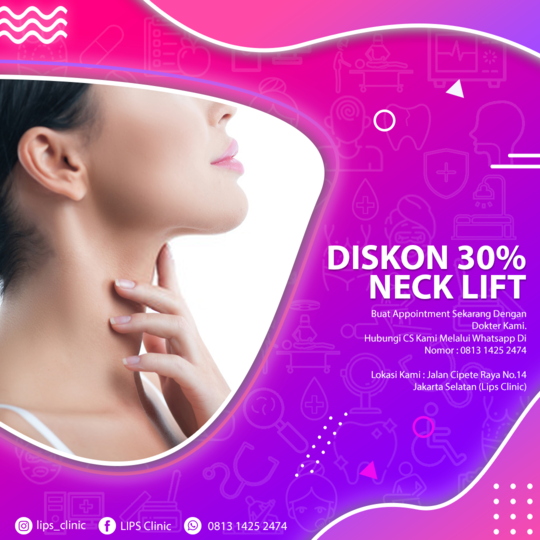 DISKON 30%
NECK LIFT
Buat Appointment Sekarang Dengan
Dokter Kami.
Hubungi CS Kami Melalui Whatsapp Di
Nomor : 0813 1425 2474
Lokasi Kami : Jalan Cipete Raya No.14
Jakarta Selatan (Lips Clinic)
lips_clinic LIPS Clinic 0813 1425 2474